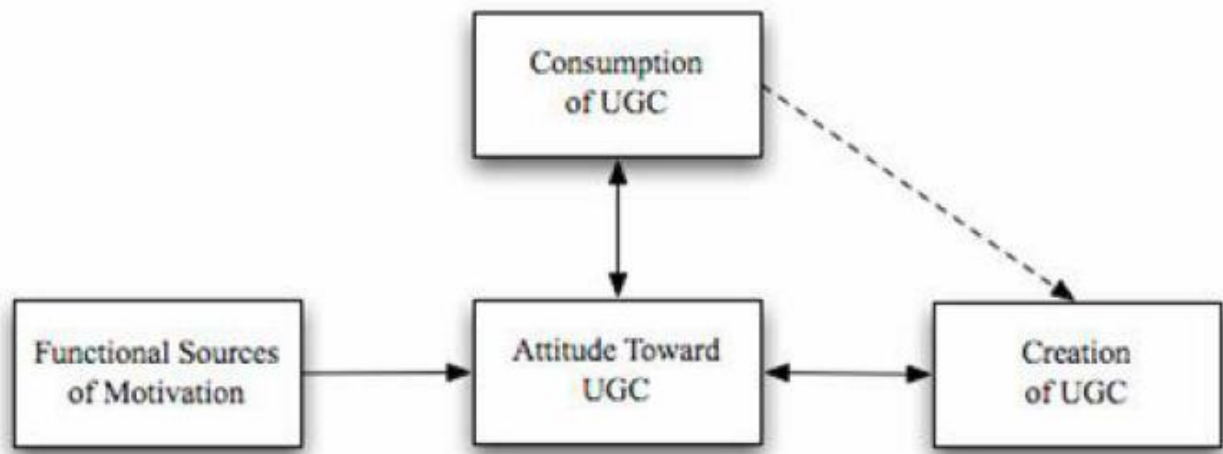 Consumption
of UGC
Functional Sources
of Motivation
Attitude Toward
UGC
Creation
of UGC